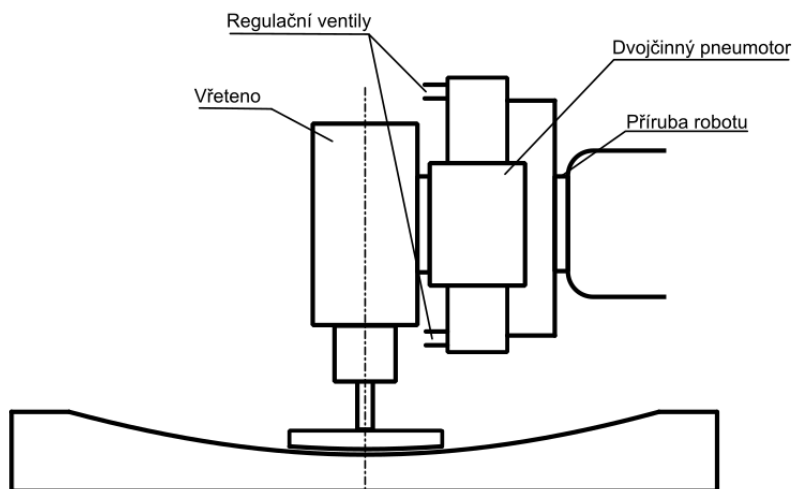 Regulační ventily
Dvojčinný pneumotor
Vřeteno
Příruba robotu